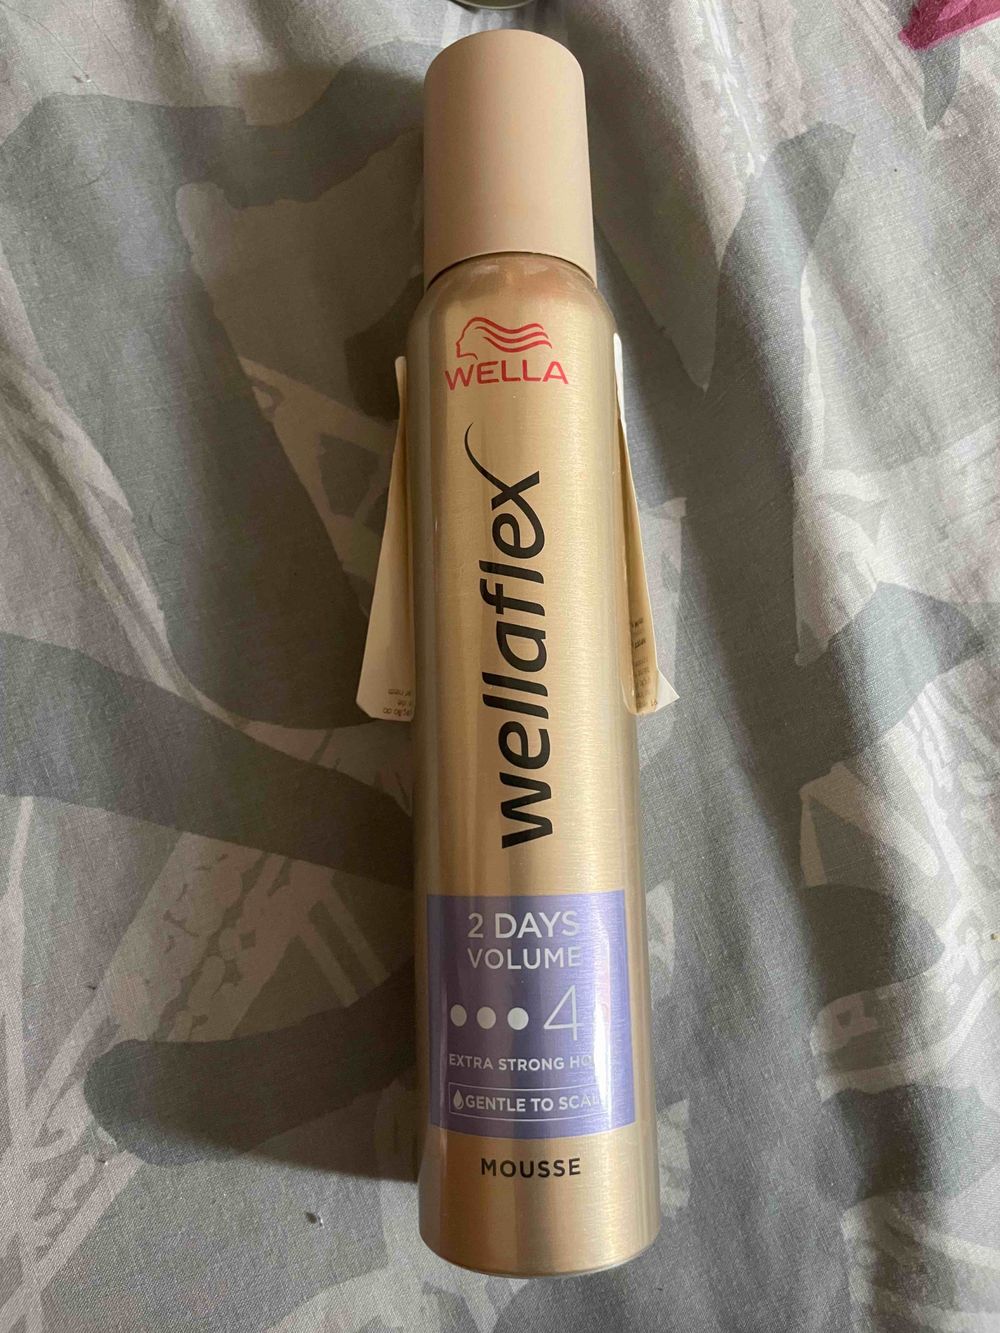 WELLA
wellaflex
2 DAYS
VOLUME
4
EXTRA STRONG HO
GENTLE TO SCAL
MOUSSE